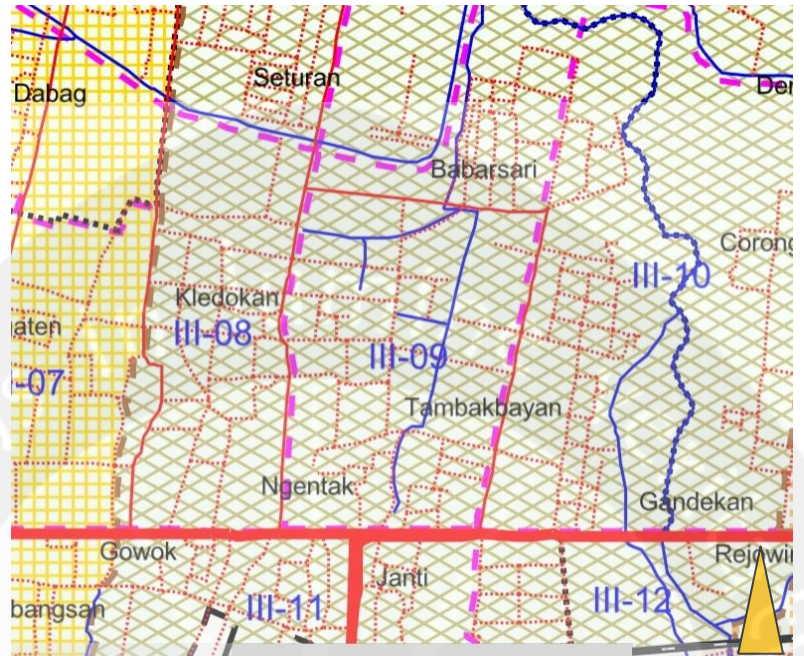 Seturan
Dabag
Babarsari
Corong
III-10
Kledokan
III-08
aten
III-09
-07
Tambakbayan
Ngentak
Gandekan
Gowok
Janti
bangsan
III-11
III-12